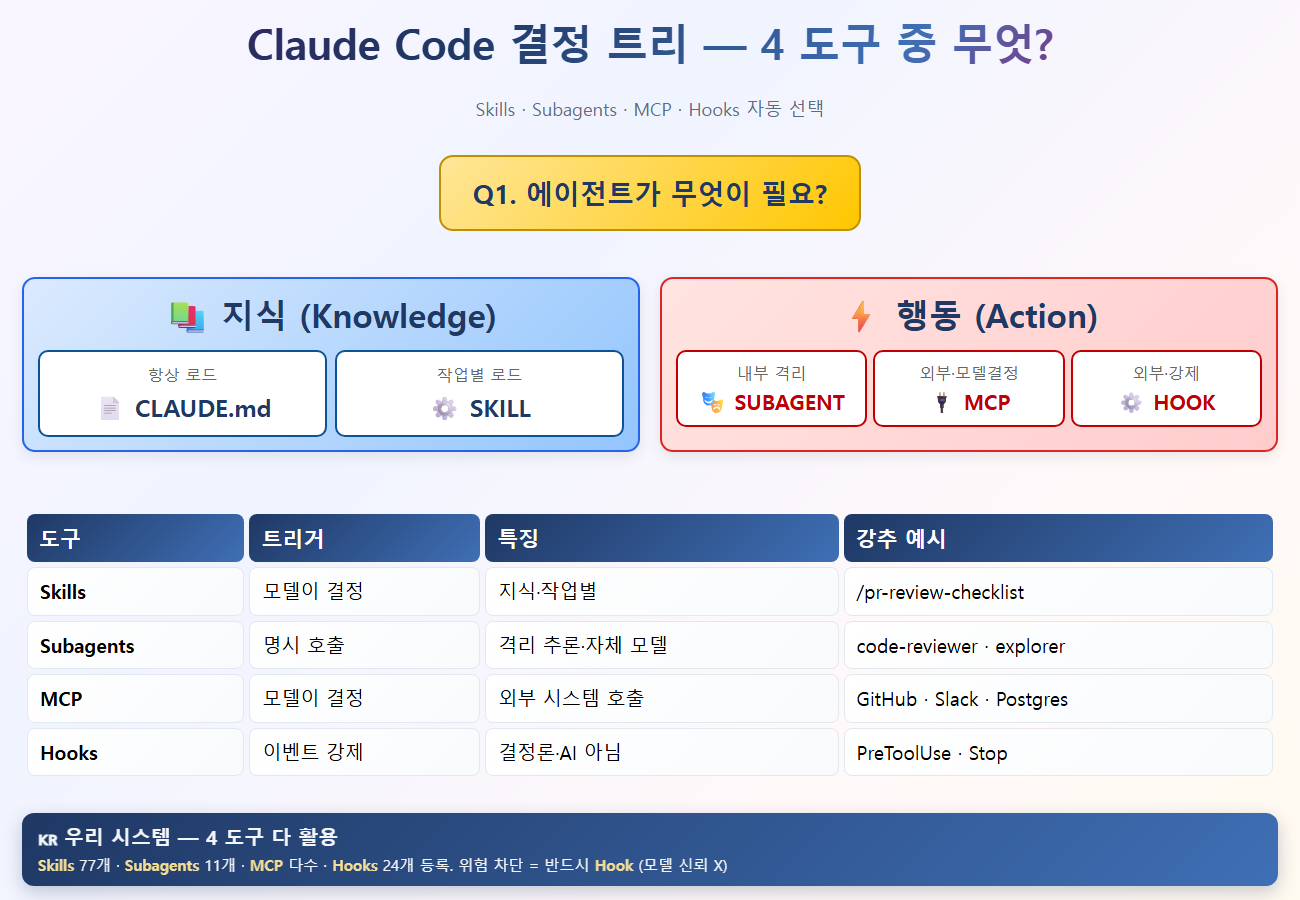 Claude Code 결정 트리 — 4 도구 중 무엇?
Skills · Subagents · MCP · Hooks 자동 선택
Q1. 에이전트가 무엇이 필요?
지식 (Knowledge)
항상 로드
CLAUDE.md
작업별 로드
SKILL
행동 (Action)
내부 격리
SUBAGENT
외부·모델결정
MCP
외부·강제
HOOK
도구 트리거 특징 강추 예시
Skills 모델이 결정 지식·작업별 /pr-review-checklist
Subagents 명시 호출 격리 추론·자체 모델 code-reviewer · explorer
MCP 모델이 결정 외부 시스템 호출 GitHub · Slack · Postgres
Hooks 이벤트 강제 결정론·AI 아님 PreToolUse · Stop
KR 우리 시스템 — 4 도구 다 활용
Skills 77개 · Subagents 11개 · MCP 다수 · Hooks 24개 등록. 위험 차단 = 반드시 Hook (모델 신뢰 X)